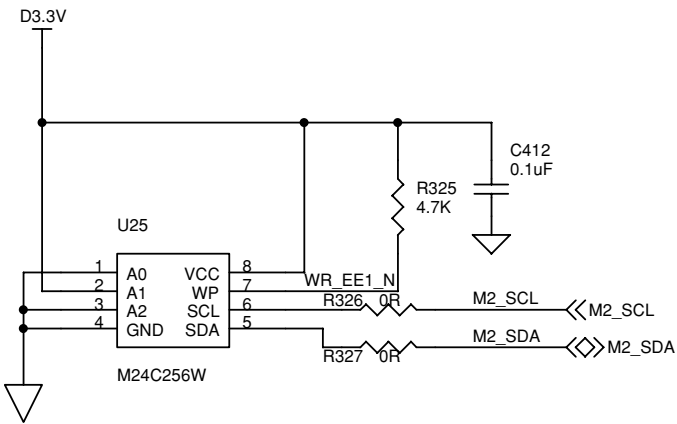 D3.3V
C412
0.1uF
R325
4.7K
U25
1 A0 VCC 8
2 A1 WP 7 WR_EE1_N
3 A2 SCL 6 R326 0R M2_SCL M2_SCL
4 GND SDA 5 R327 0R M2_SDA M2_SDA
M24C256W